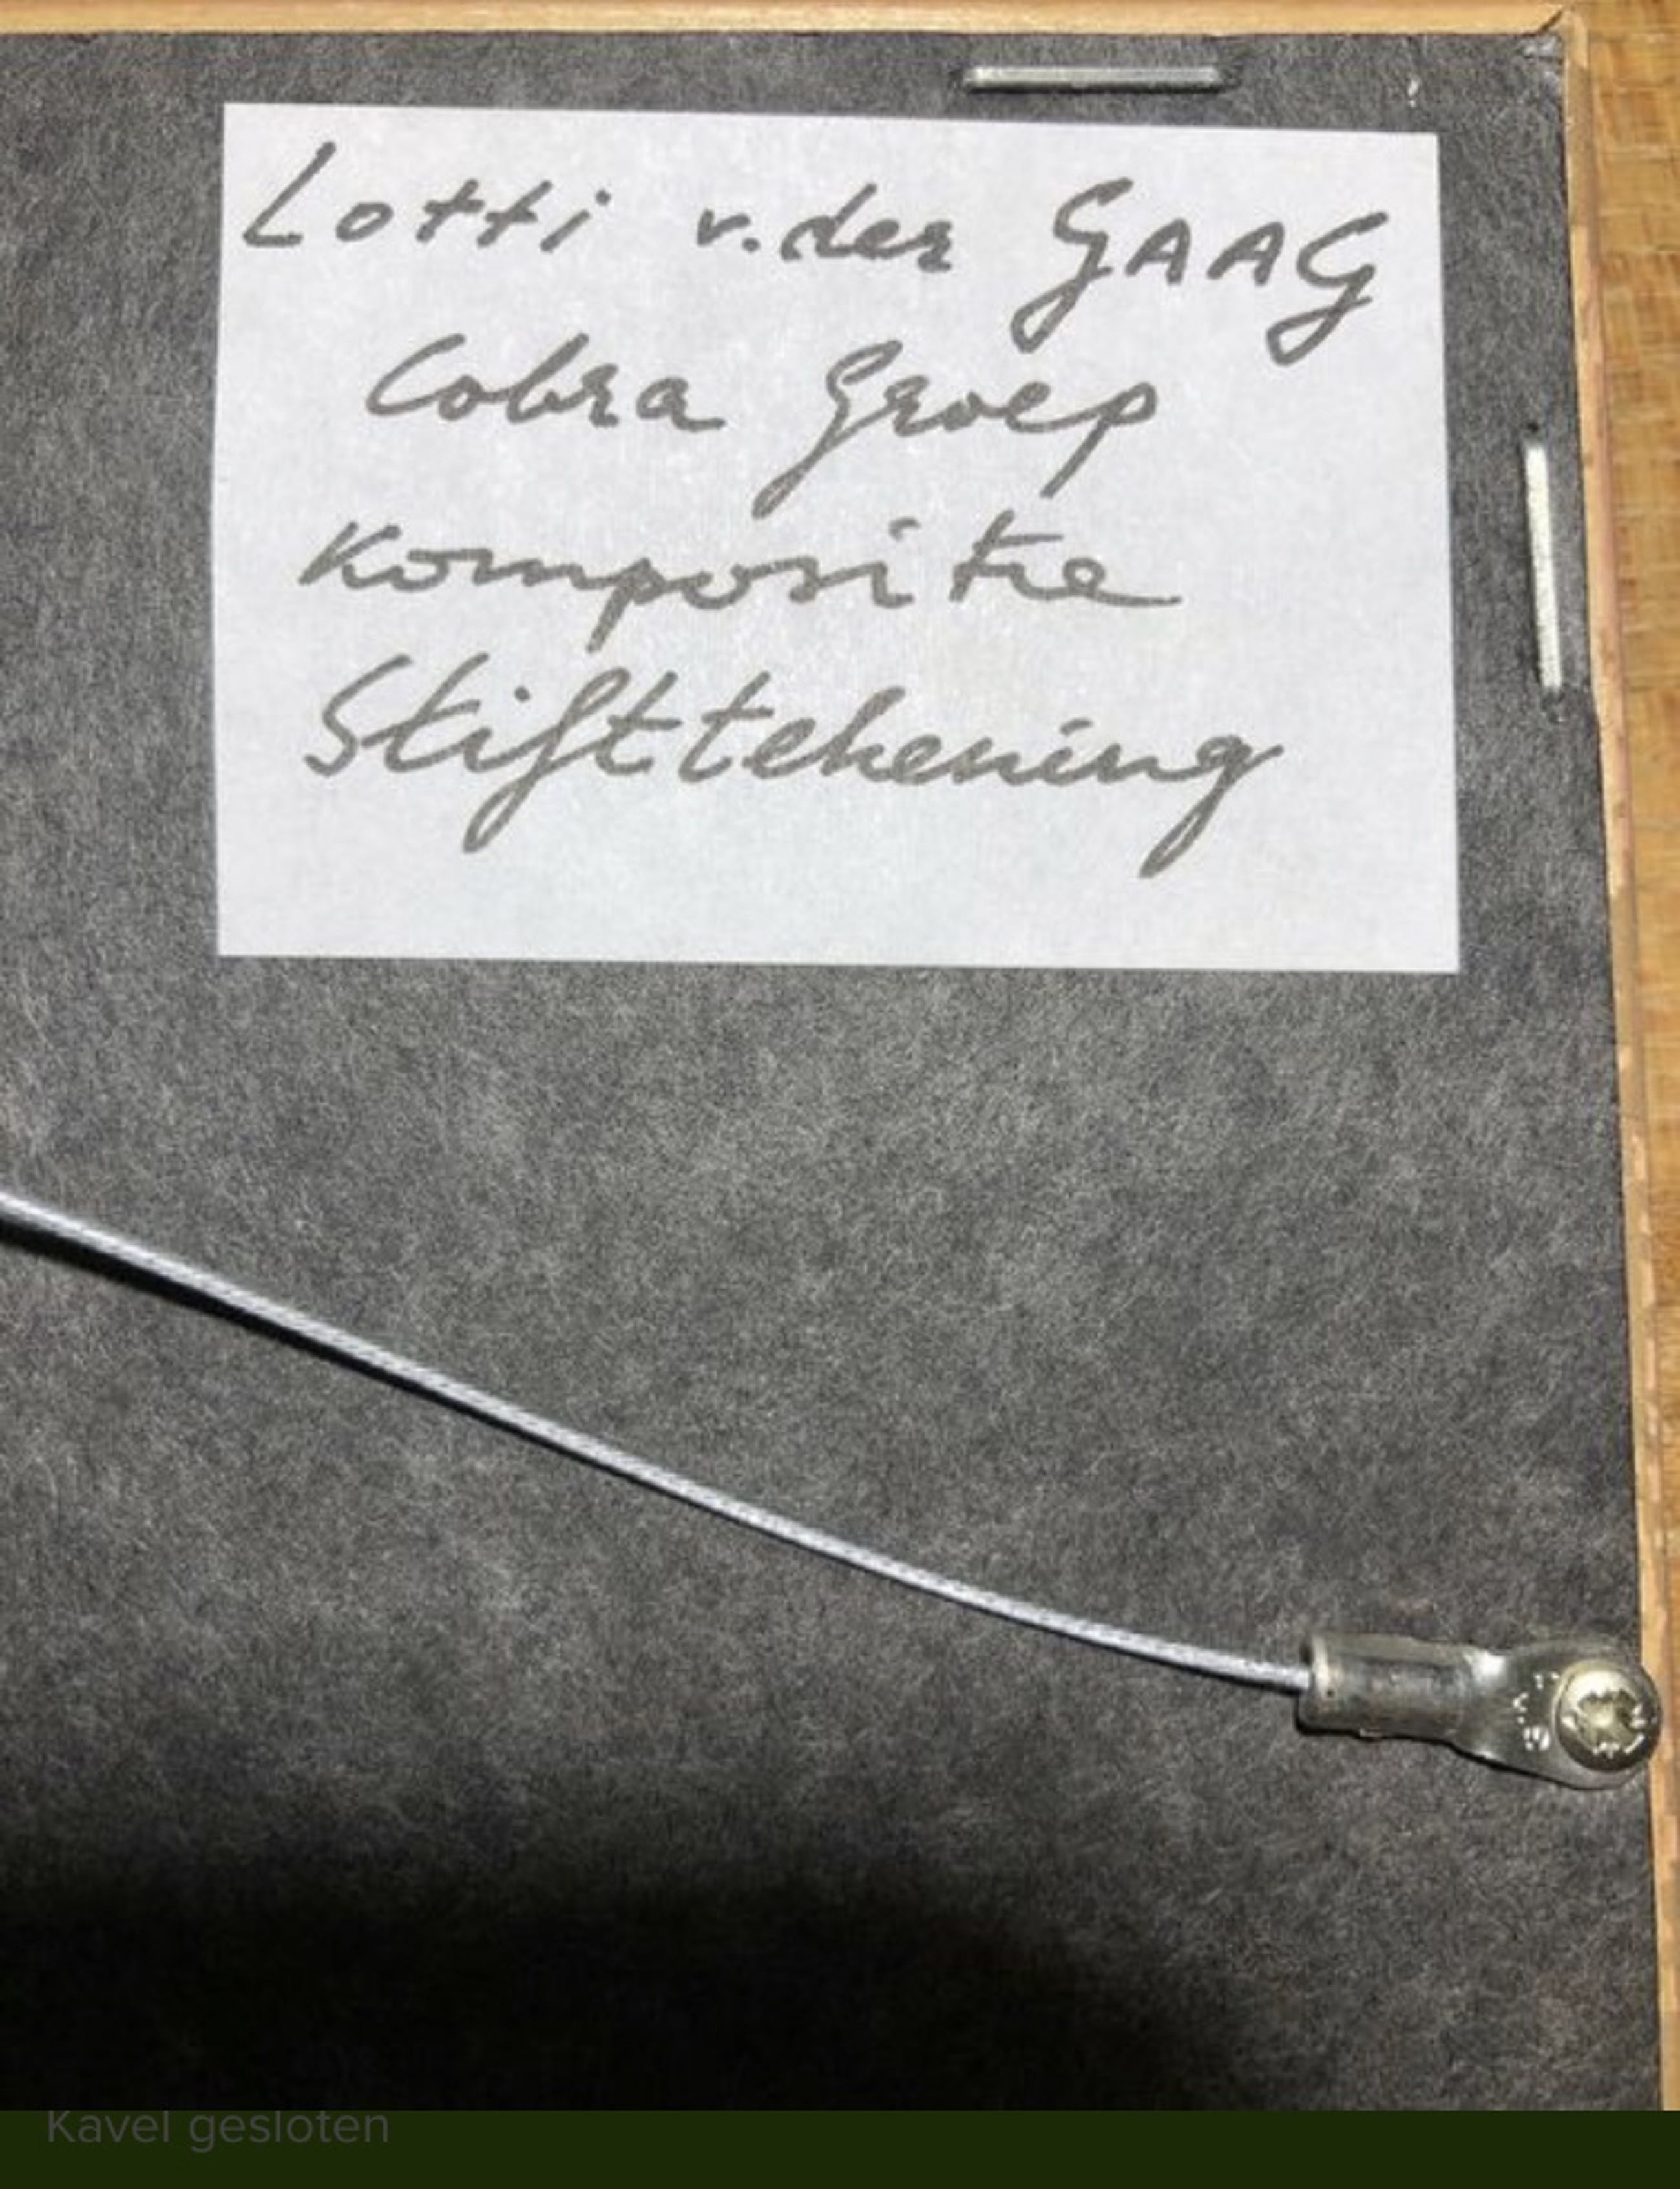 Lotti v.der GAAG
Cobra Groep
Kompositie
Stifttekening
Kavel gesloten